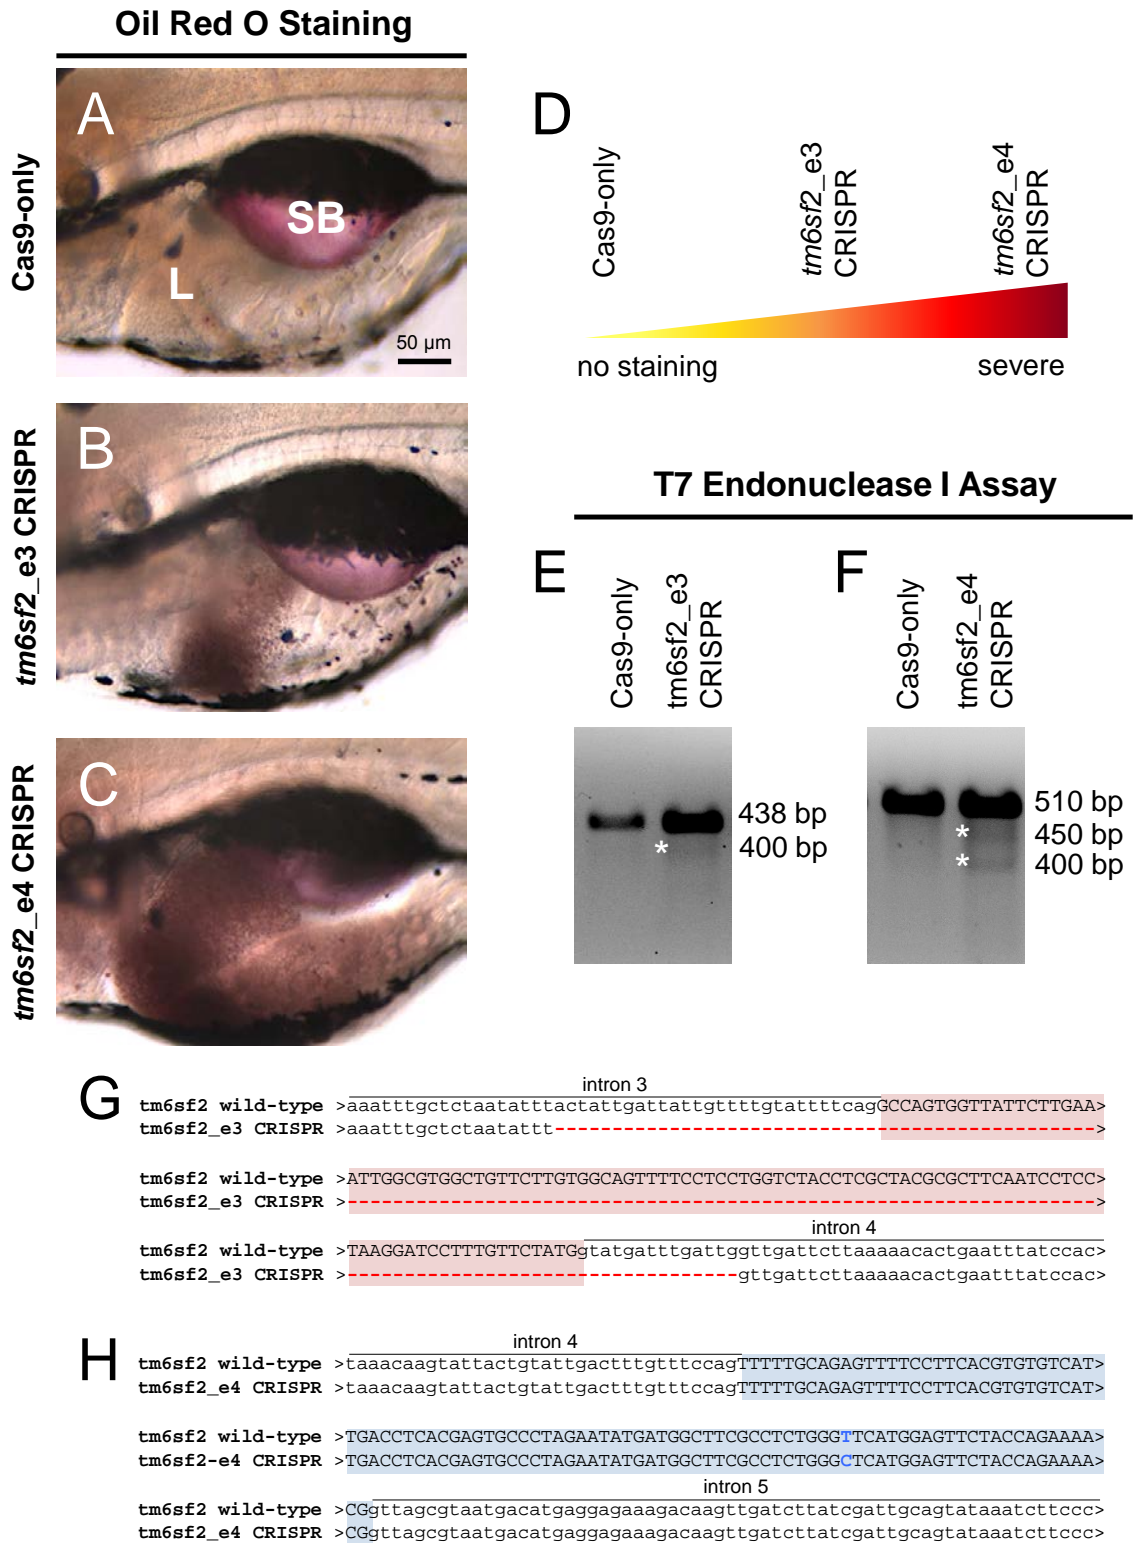 Oil Red O Staining
Cas9-only
A
SB
L
50 µm
tm6sf2_e3 CRISPR
B
tm6sf2_e4 CRISPR
C
D
Cas9-only
tm6sf2_e3
CRISPR
tm6sf2_e4
CRISPR
no staining
severe
T7 Endonuclease I Assay
E
Cas9-only
tm6sf2_e3
CRISPR
438 bp
* 400 bp
F
Cas9-only
tm6sf2_e4
CRISPR
510 bp
* 450 bp
* 400 bp
G
intron 3
tm6sf2 wild-type >aaatttgctctaatatttactattgattattgttttgtattttcagGCCAGTGGTTATTCTTGAA>
tm6sf2_e3 CRISPR >aaatttgctctaatattt-----------------------------------------------> 
tm6sf2 wild-type >ATTGGCGTGGCTGTTCTTGTGGCAGTTTTCCTCCTGGTCTACCTCGCTACGCGCTTCAATCCTCC>
tm6sf2_e3 CRISPR >----------------------------------------------------------------->
intron 4
tm6sf2 wild-type >TAAGGATCCTTTGTTCTATGgtatgatttgattggttgattcttaaaaacactgaatttatccac>
tm6sf2_e3 CRISPR >----------------------------------gttgattcttaaaaacactgaatttatccac>
H
intron 4
tm6sf2 wild-type >taaacaagtattactgtattgactttgtttccagTTTTTGCAGAGTTTTCCTTCACGTGTGTCAT>
tm6sf2_e4 CRISPR >taaacaagtattactgtattgactttgtttccagTTTTTGCAGAGTTTTCCTTCACGTGTGTCAT>
tm6sf2 wild-type >TGACCTCACGAGTGCCCTAGAATATGATGGCTTCGCCTCTGGGTTCATGGAGTTCTACCAGAAAA>
tm6sf2-e4 CRISPR >TGACCTCACGAGTGCCCTAGAATATGATGGCTTCGCCTCTGGGCTCATGGAGTTCTACCAGAAAA>
intron 5
tm6sf2 wild-type >CGgttagcgtaatgacatgaggagaaagacaagttgatcttatcgattgcagtataaatcttccc>
tm6sf2_e4 CRISPR >CGgttagcgtaatgacatgaggagaaagacaagttgatcttatcgattgcagtataaatcttccc>